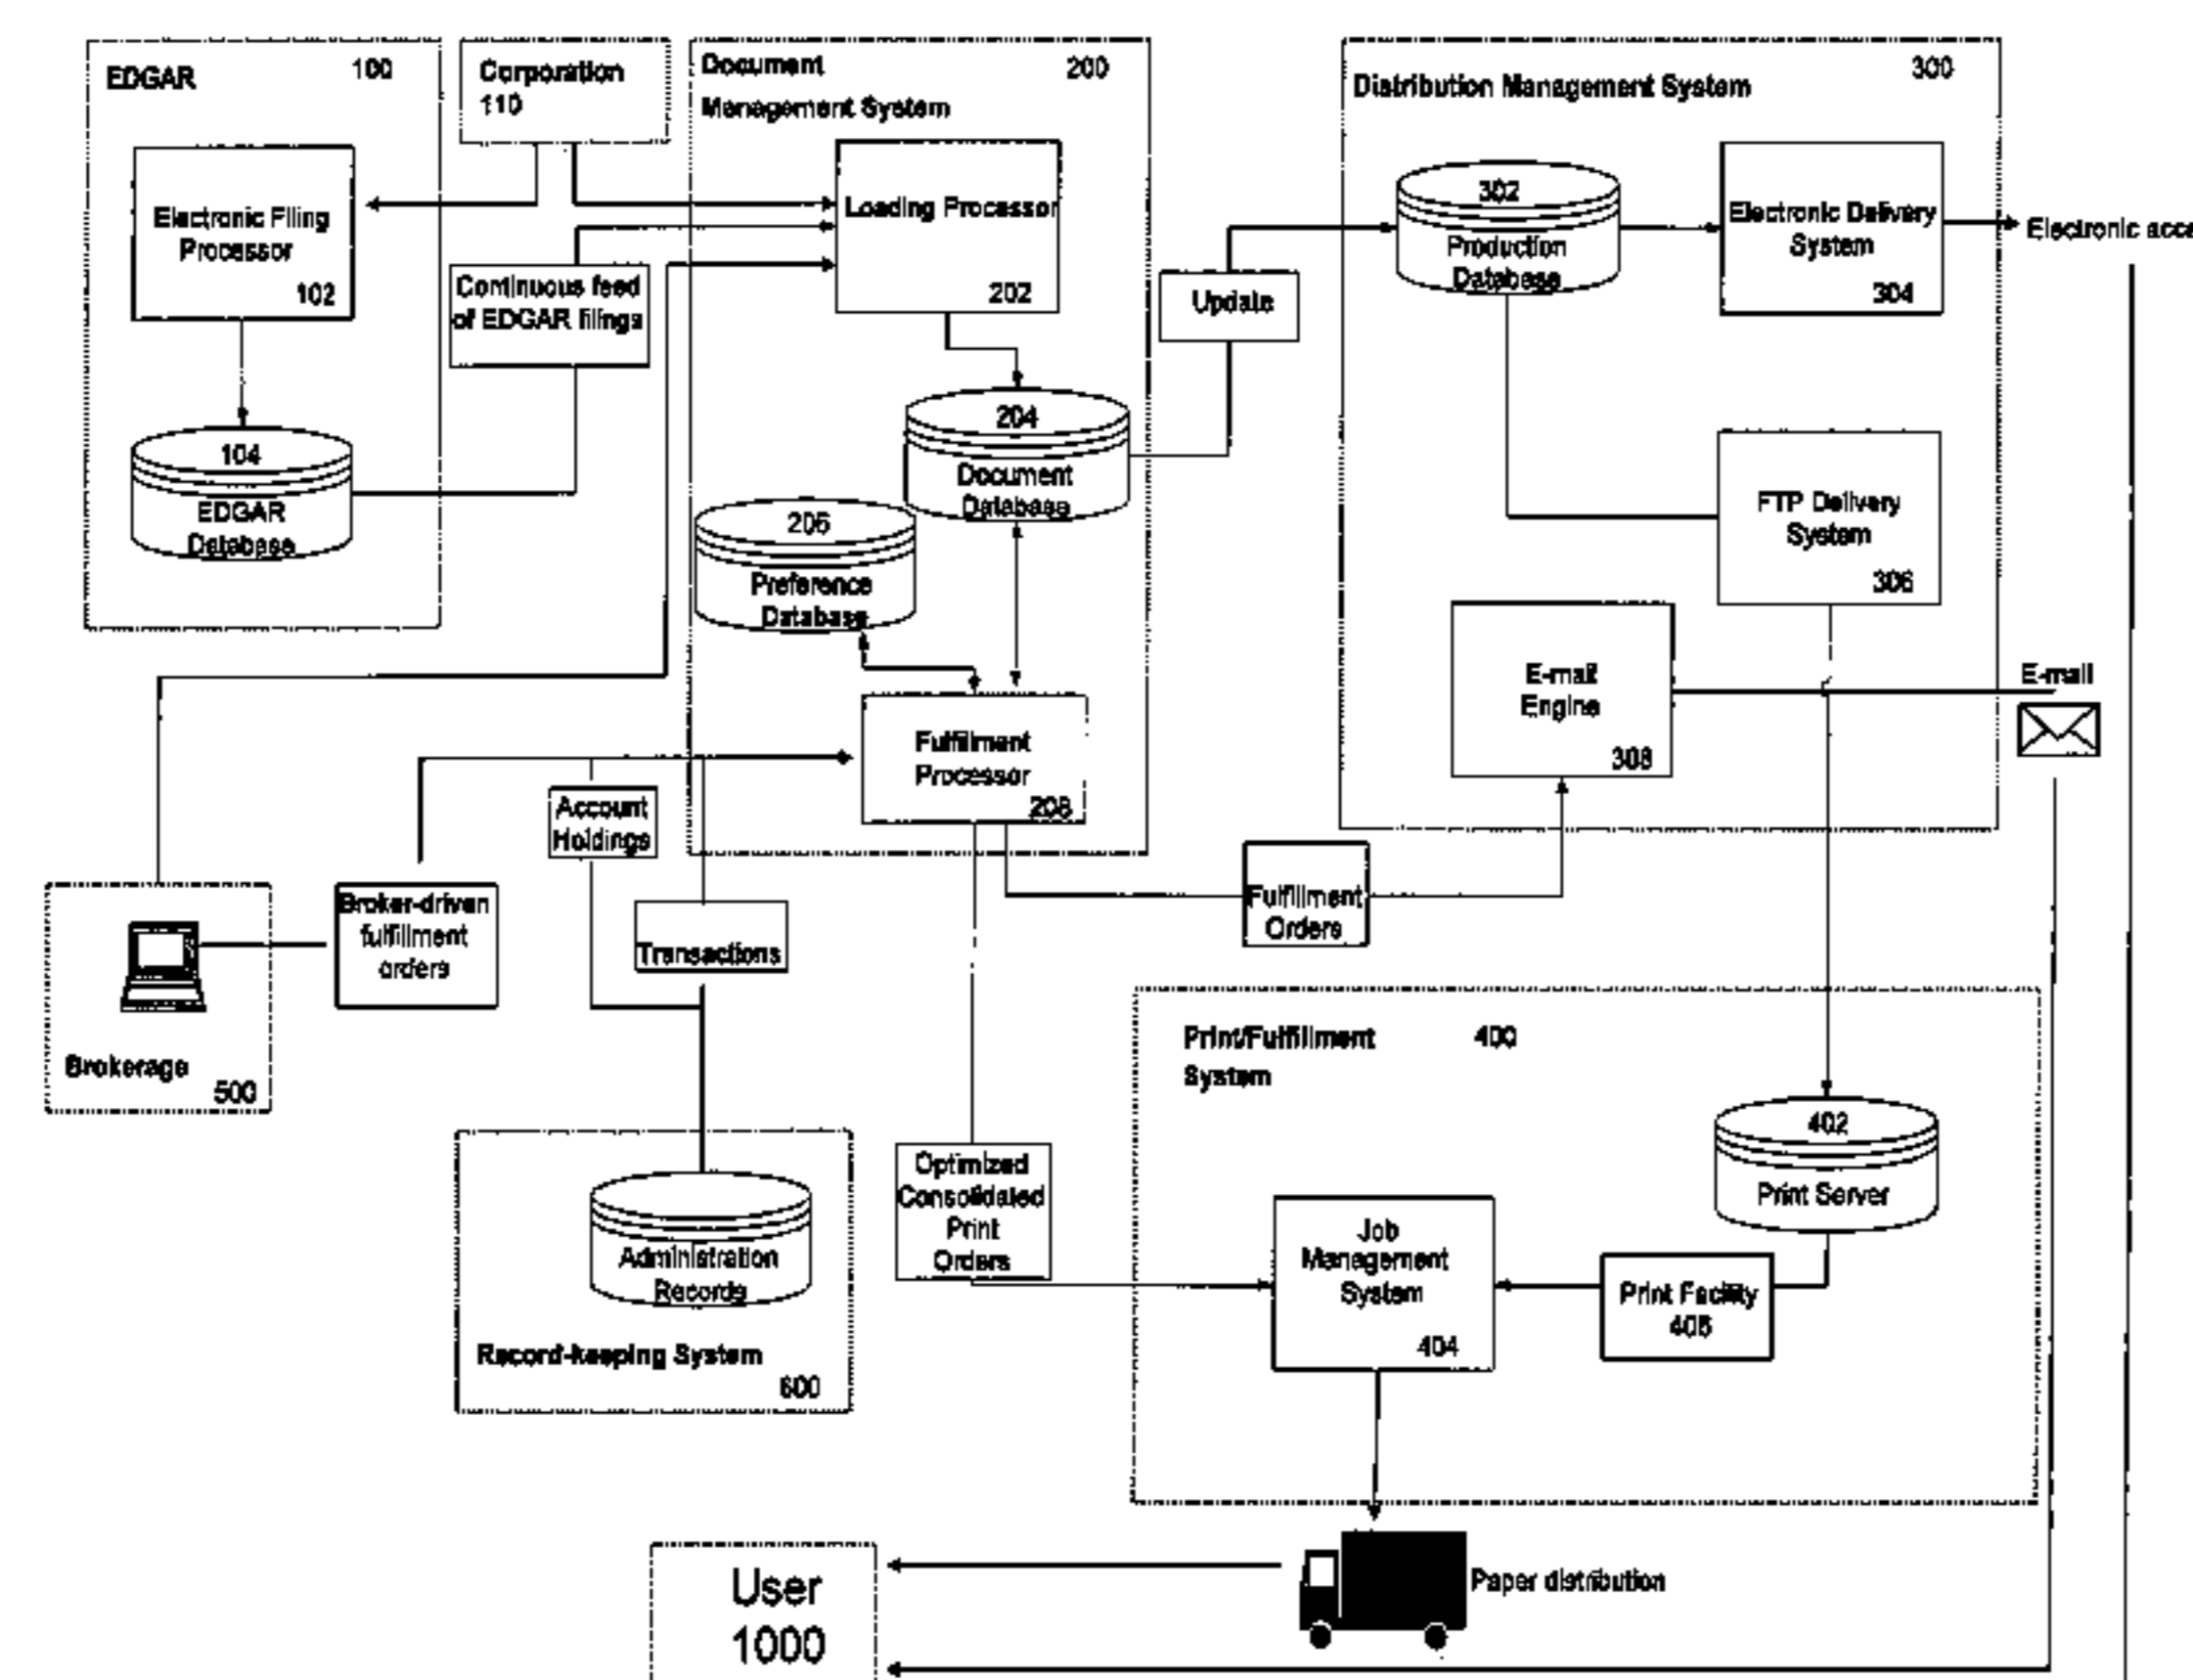 EDGAR
100
Electronic Filing
Processor
102
104
EDGAR
Database
Corporation
110
Continuous feed
of EDGAR filings
Document
200
Management System
Loading Processor
202
204
Document
Database
206
Preference
Database
Fulfillment
Processor
208
Update
Distribution Management System
300
302
Production
Database
Electronic Delivery
System
304
Electronic acce
FTP Delivery
System
306
E-mail
Engine
308
E-mail
Account
Holdings
Transactions
Broker-driven
fulfillment
orders
Brokerage
500
Fulfillment
Orders
Administration
Records
Record-keeping System
600
Optimized
Consolidated
Print
Orders
Print/Fulfillment
400
System
402
Print Server
Job
Management
System
404
Print Facility
406
Paper distribution
User
1000